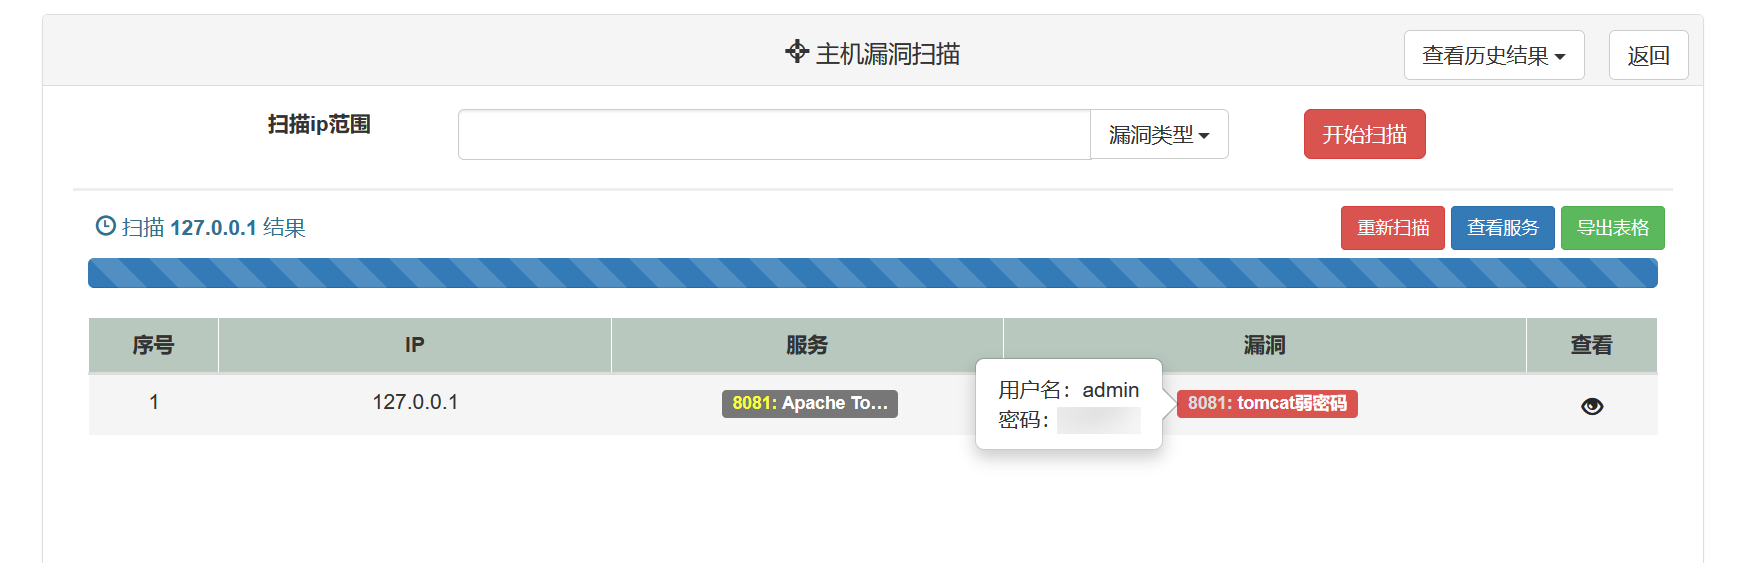 主机漏洞扫描
查看历史结果
返回
扫描ip范围
漏洞类型
开始扫描
扫描 127.0.0.1 结果
重新扫描
查看服务
导出表格
序号 IP 服务 漏洞 查看
1 127.0.0.1 8081: Apache To... 8081: tomcat弱密码
用户名：admin
密码：